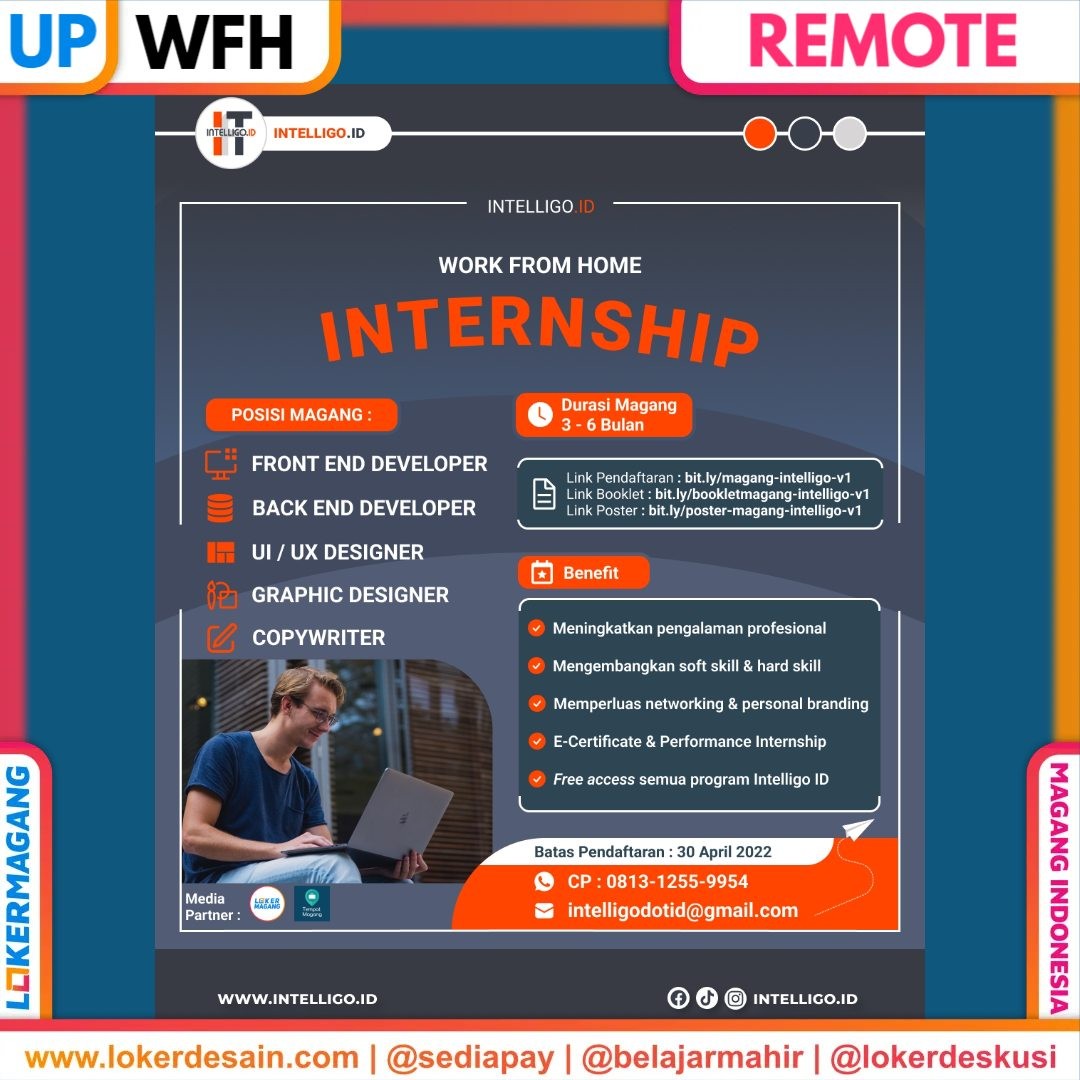 UP WFH
REMOTE
INTELLIGO.ID
INTELLIGO.ID
INTELLIGO.ID
WORK FROM HOME
INTERNSHIP
POSISI MAGANG :
FRONT END DEVELOPER
BACK END DEVELOPER
UI / UX DESIGNER
GRAPHIC DESIGNER
COPYWRITER
Durasi Magang
3 - 6 Bulan
Link Pendaftaran : bit.ly/magang-intelligo-v1
Link Booklet : bit.ly/bookletmagang-intelligo-v1
Link Poster : bit.ly/poster-magang-intelligo-v1
Benefit
Meningkatkan pengalaman profesional
Mengembangkan soft skill & hard skill
Memperluas networking & personal branding
E-Certificate & Performance Internship
Free access semua program Intelligo ID
Batas Pendaftaran : 30 April 2022
CP : 0813-1255-9954
intelligodotid@gmail.com
Media
Partner :
LOKER
MAGANG
Tempat
Magang
WWW.INTELLIGO.ID
INTELLIGO.ID
LOKERMAGANG
MAGANG INDONESIA
www.lokerdesain.com | @sediapay | @belajarmahir | @lokerdeskusi